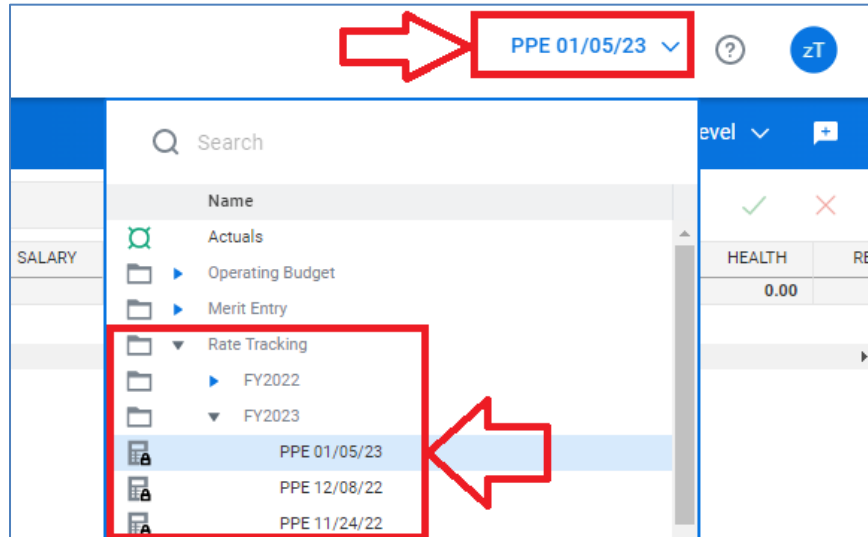 PPE 01/05/23
? zT
Search
evel
Name
Actuals
SALARY
HEALTH
RE
Operating Budget
0.00
Merit Entry
Rate Tracking
FY2022
FY2023
PPE 01/05/23
PPE 12/08/22
PPE 11/24/22